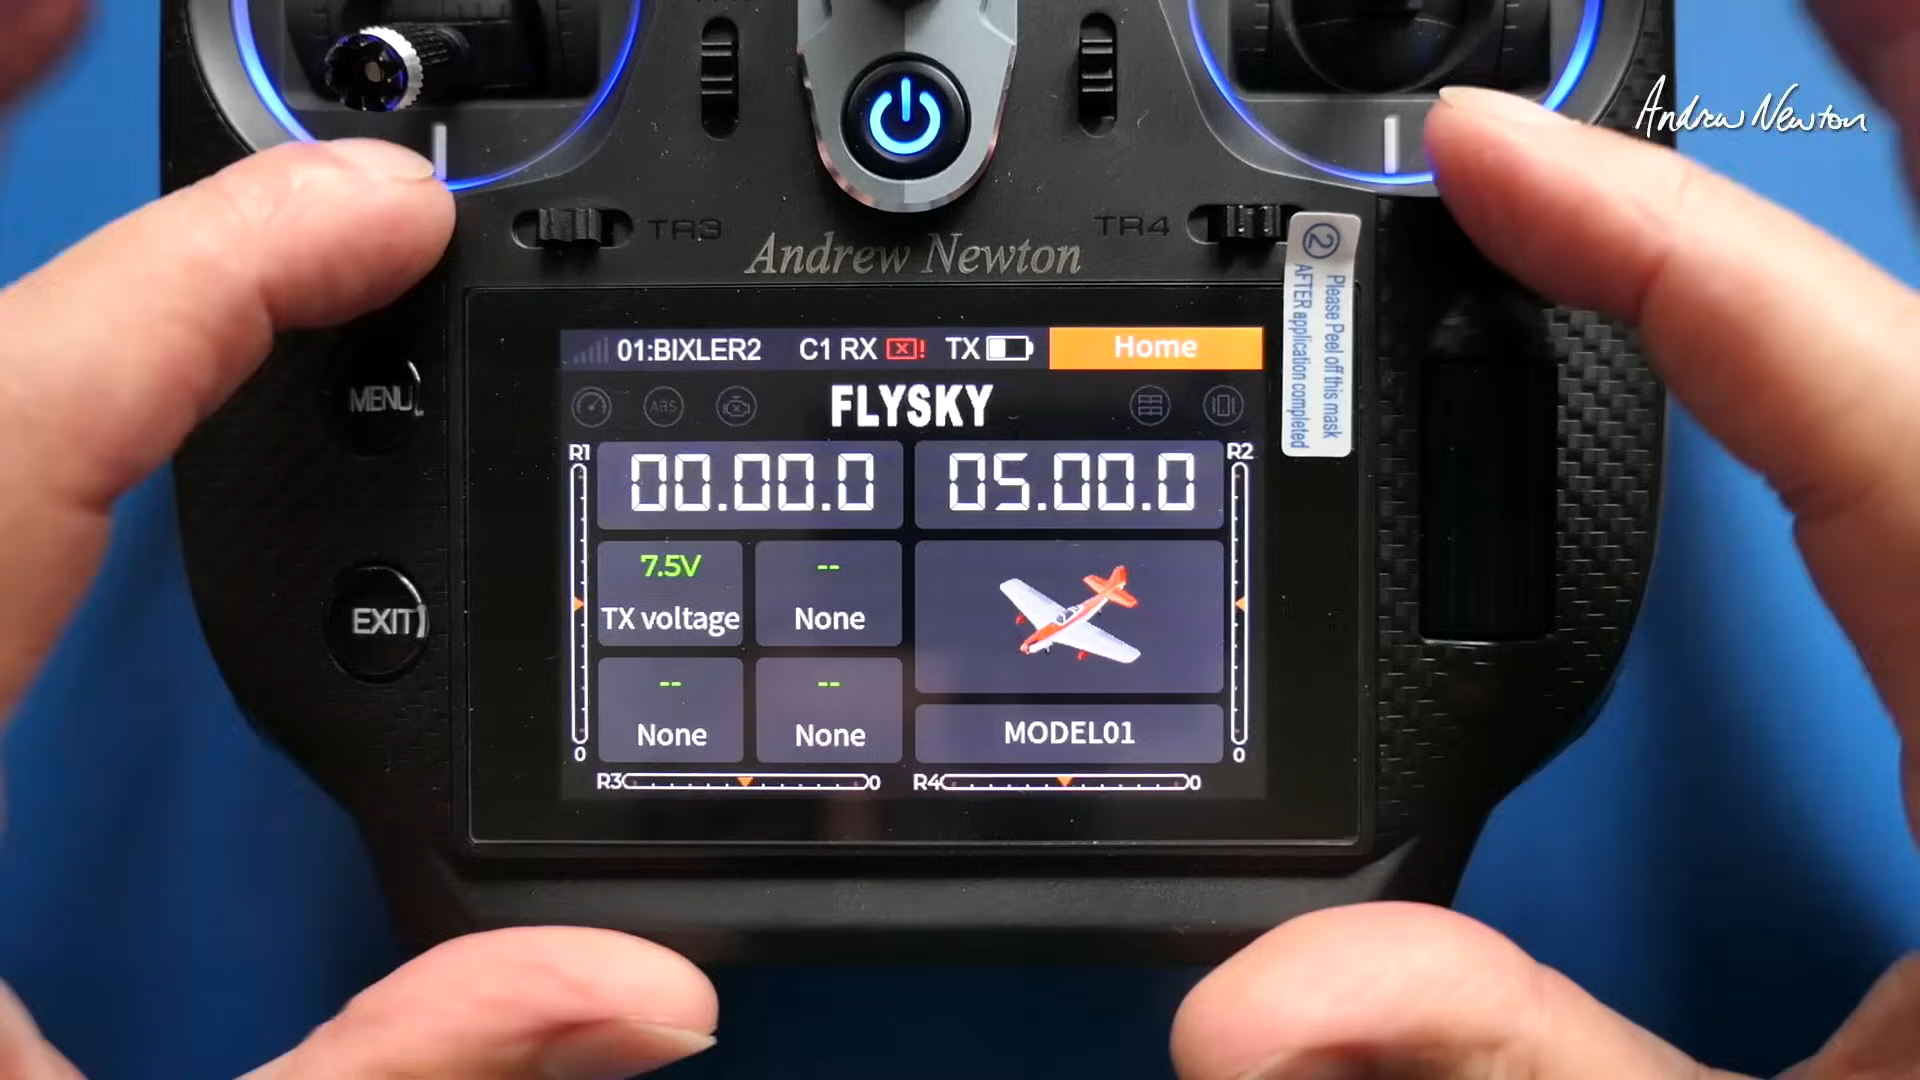 Andrew Newton
TR3
TR4
Andrew Newton
② Please Peel off this mask
AFTER application completed
MENU
EXIT
01:BIXLER2 C1 RX ! TX Home
ABS
FLYSKY
R1
R2
00.00.0
05.00.0
7.5V
TX voltage
--
None
--
None
--
None
MODEL01
0
0
R3 0
R4 0